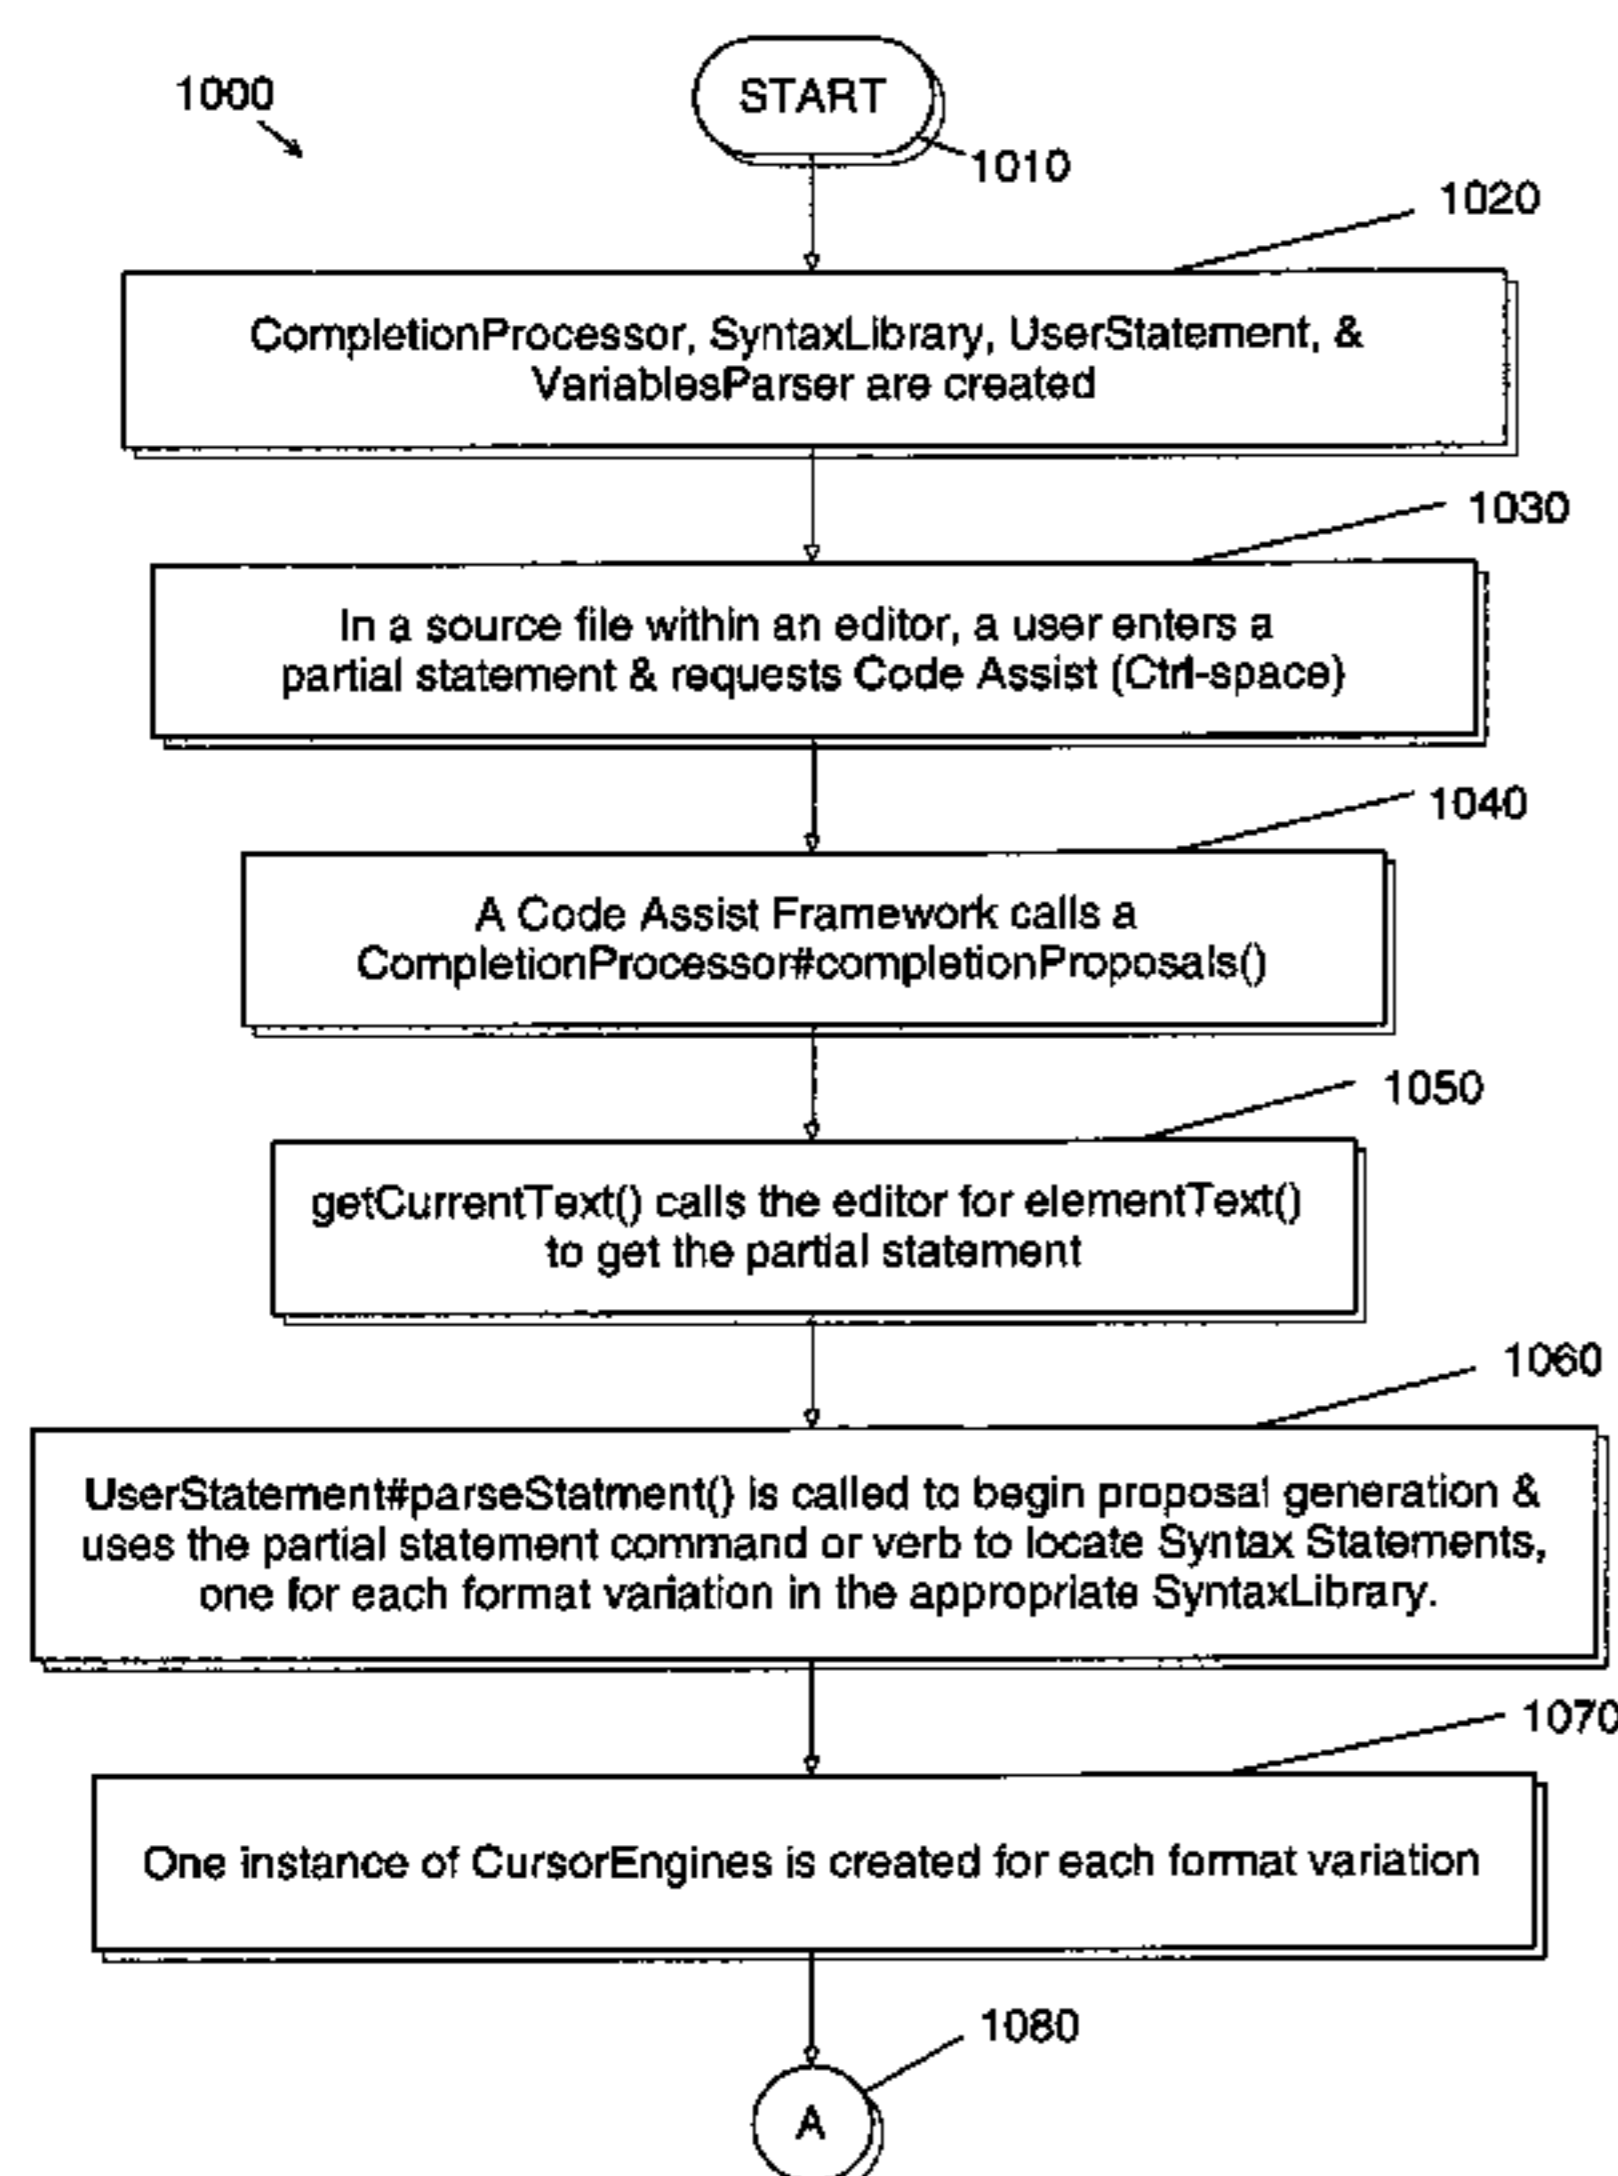 START
1000
1010
1020
CompletionProcessor, SyntaxLibrary, UserStatement, &
VariablesParser are created
1030
In a source file within an editor, a user enters a
partial statement & requests Code Assist (Ctrl-space)
1040
A Code Assist Framework calls a
CompletionProcessor#completionProposals()
1050
getCurrentText() calls the editor for elementText()
to get the partial statement
1060
UserStatement#parseStatment() is called to begin proposal generation &
uses the partial statement command or verb to locate Syntax Statements,
one for each format variation in the appropriate SyntaxLibrary.
1070
One instance of CursorEngines is created for each format variation
1080
A